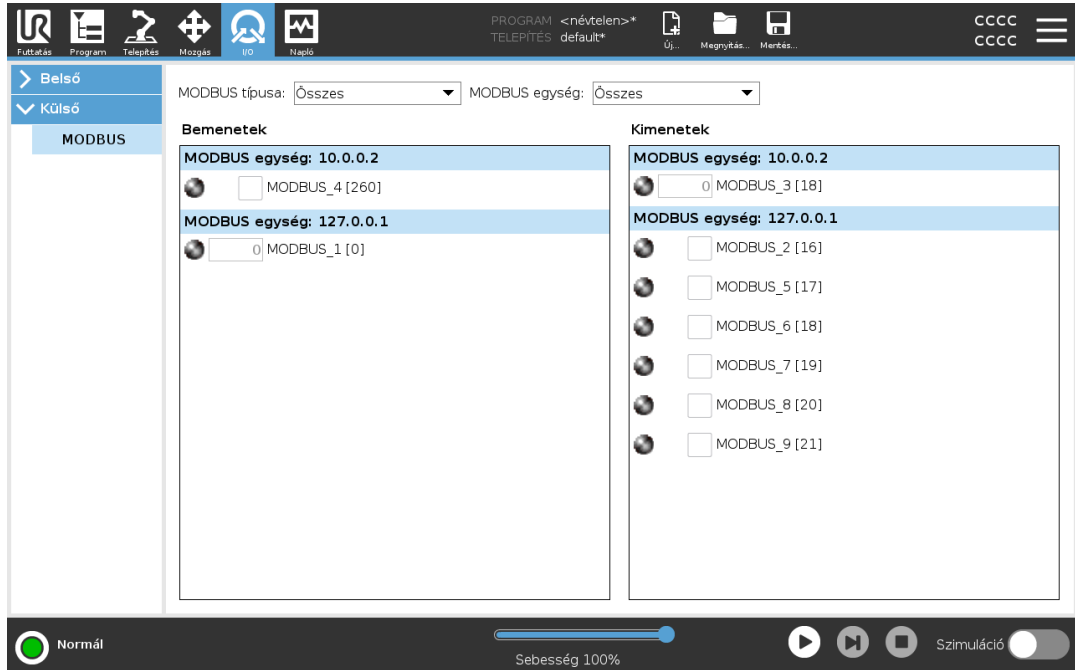 PROGRAM <névtelen>*
TELEPÍTÉS default*
CCCC
CCCC
Futtatás Program Telepítés Mozgás I/O Napló Új... Megnyitás... Mentés...
Belső
Külső
MODBUS
MODBUS típusa: Összes MODBUS egység: Összes
Bemenetek
MODBUS egység: 10.0.0.2
MODBUS_4 [260]
MODBUS egység: 127.0.0.1
0 MODBUS_1 [0]
Kimenetek
MODBUS egység: 10.0.0.2
0 MODBUS_3 [18]
MODBUS egység: 127.0.0.1
MODBUS_2 [16]
MODBUS_5 [17]
MODBUS_6 [18]
MODBUS_7 [19]
MODBUS_8 [20]
MODBUS_9 [21]
Normál
Sebesség 100%
Szimuláció